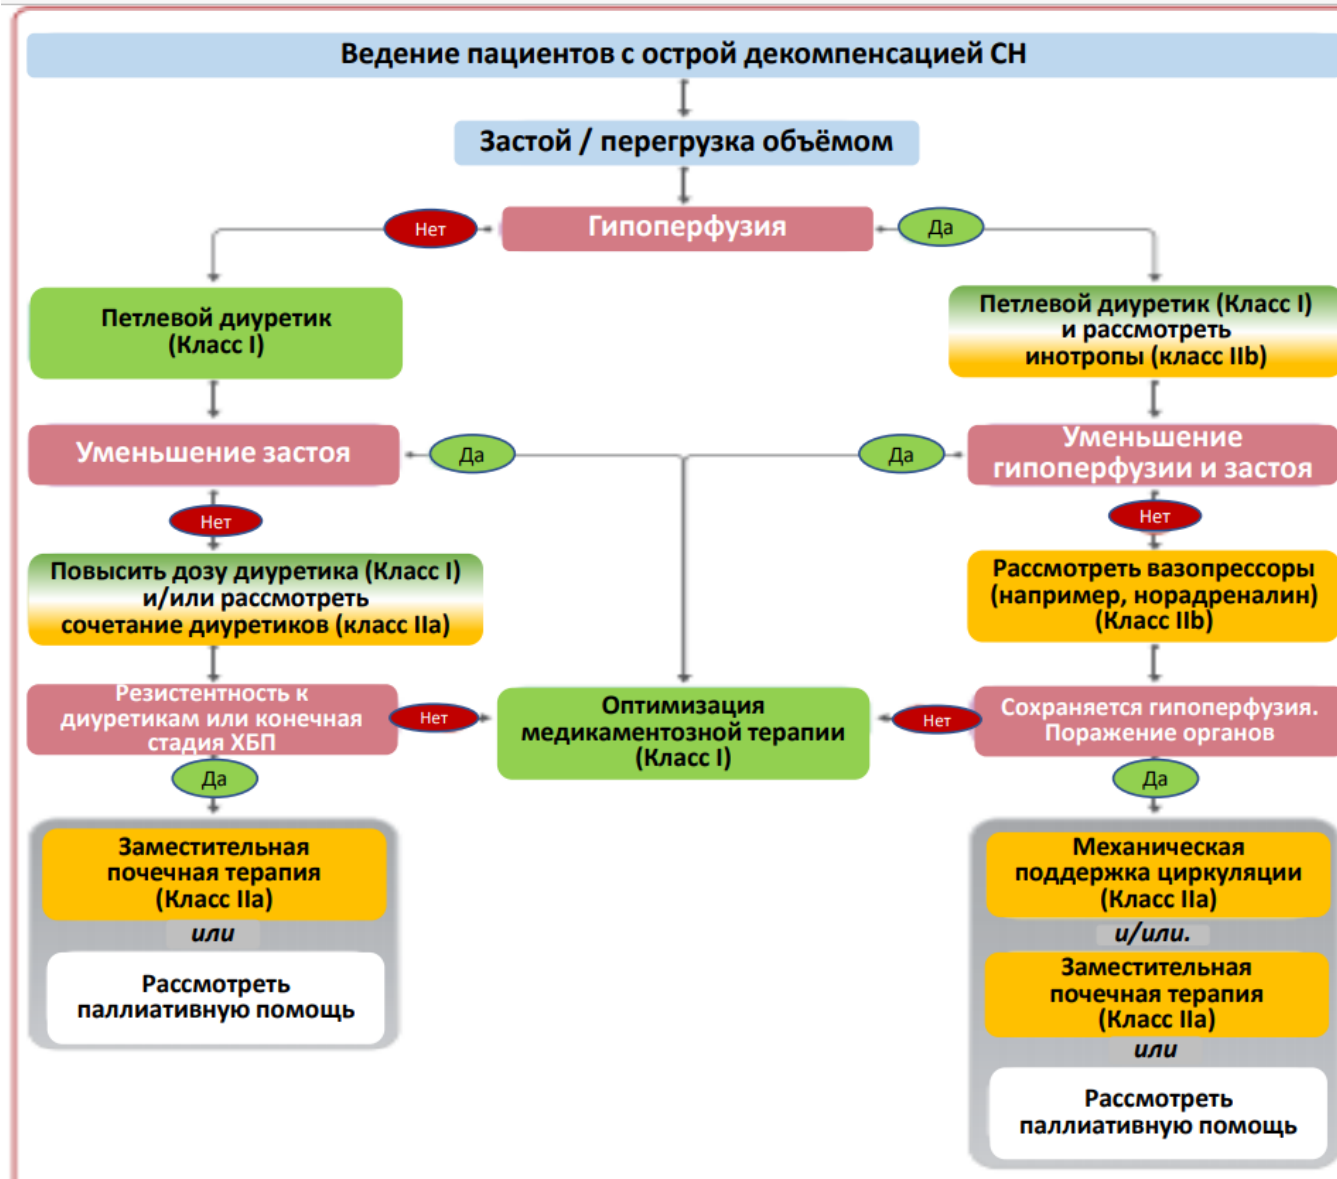 Ведение пациентов с острой декомпенсацией СН
Застой / перегрузка объёмом
Гипоперфузия
Нет
Да
Петлевой диуретик
(Класс I)
Петлевой диуретик (Класс I)
и рассмотреть
инотропы (класс IIb)
Уменьшение застоя
Да
Да
Уменьшение
гипоперфузии и застоя
Нет
Нет
Повысить дозу диуретика (Класс I)
и/или рассмотреть
сочетание диуретиков (класс IIa)
Рассмотреть вазопрессоры
(например, норадреналин)
(Класс IIb)
Резистентность к
диуретикам или конечная
стадия ХБП
Нет
Оптимизация
медикаментозной терапии
(Класс I)
Нет
Сохраняется гипоперфузия.
Поражение органов
Да
Да
Заместительная
почечная терапия
(Класс IIa)
или
Рассмотреть
паллиативную помощь
Механическая
поддержка циркуляции
(Класс IIa)
и/или.
Заместительная
почечная терапия
(Класс IIa)
или
Рассмотреть
паллиативную помощь